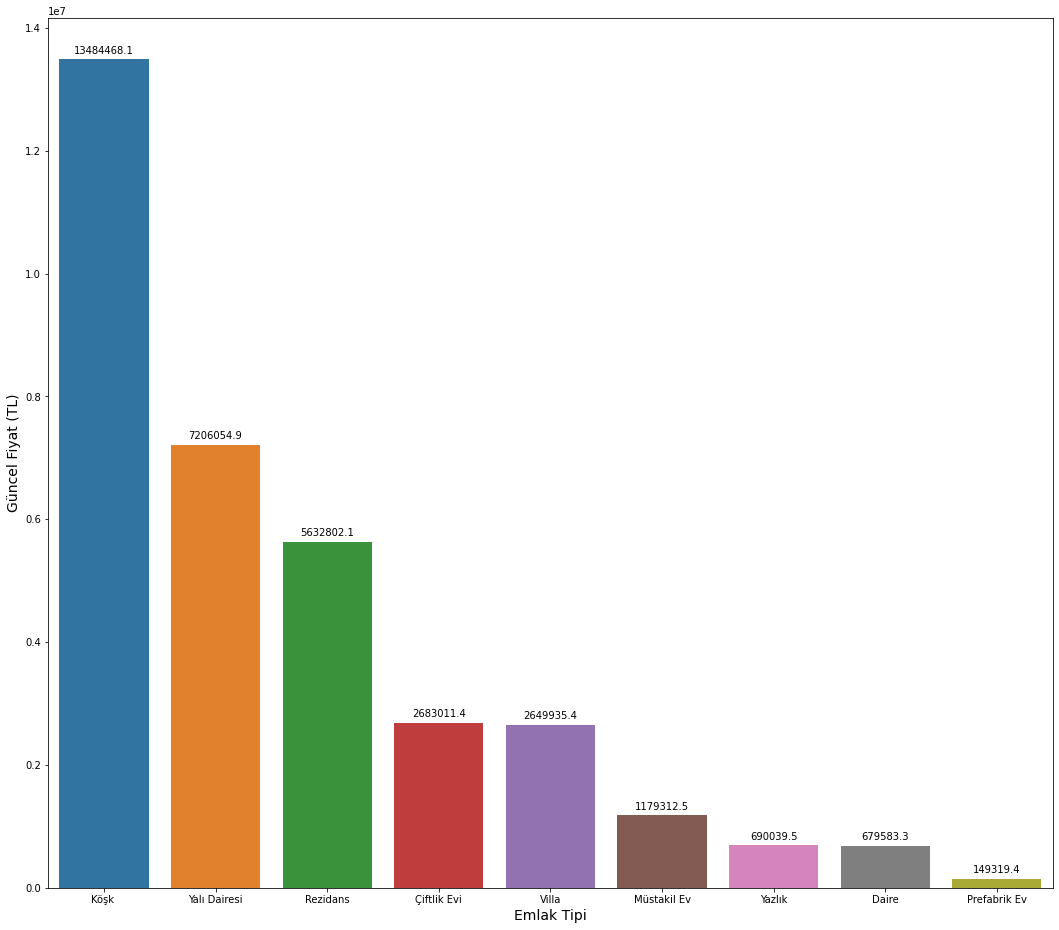 1e7
1.4
1.2
1.0
0.8
0.6
0.4
0.2
0.0
Güncel Fiyat (TL)
13484468.1
7206054.9
5632802.1
2683011.4
2649935.4
1179312.5
690039.5
679583.3
149319.4
Köşk
Yalı Dairesi
Rezidans
Çiftlik Evi
Villa
Müstakil Ev
Yazlık
Daire
Prefabrik Ev
Emlak Tipi